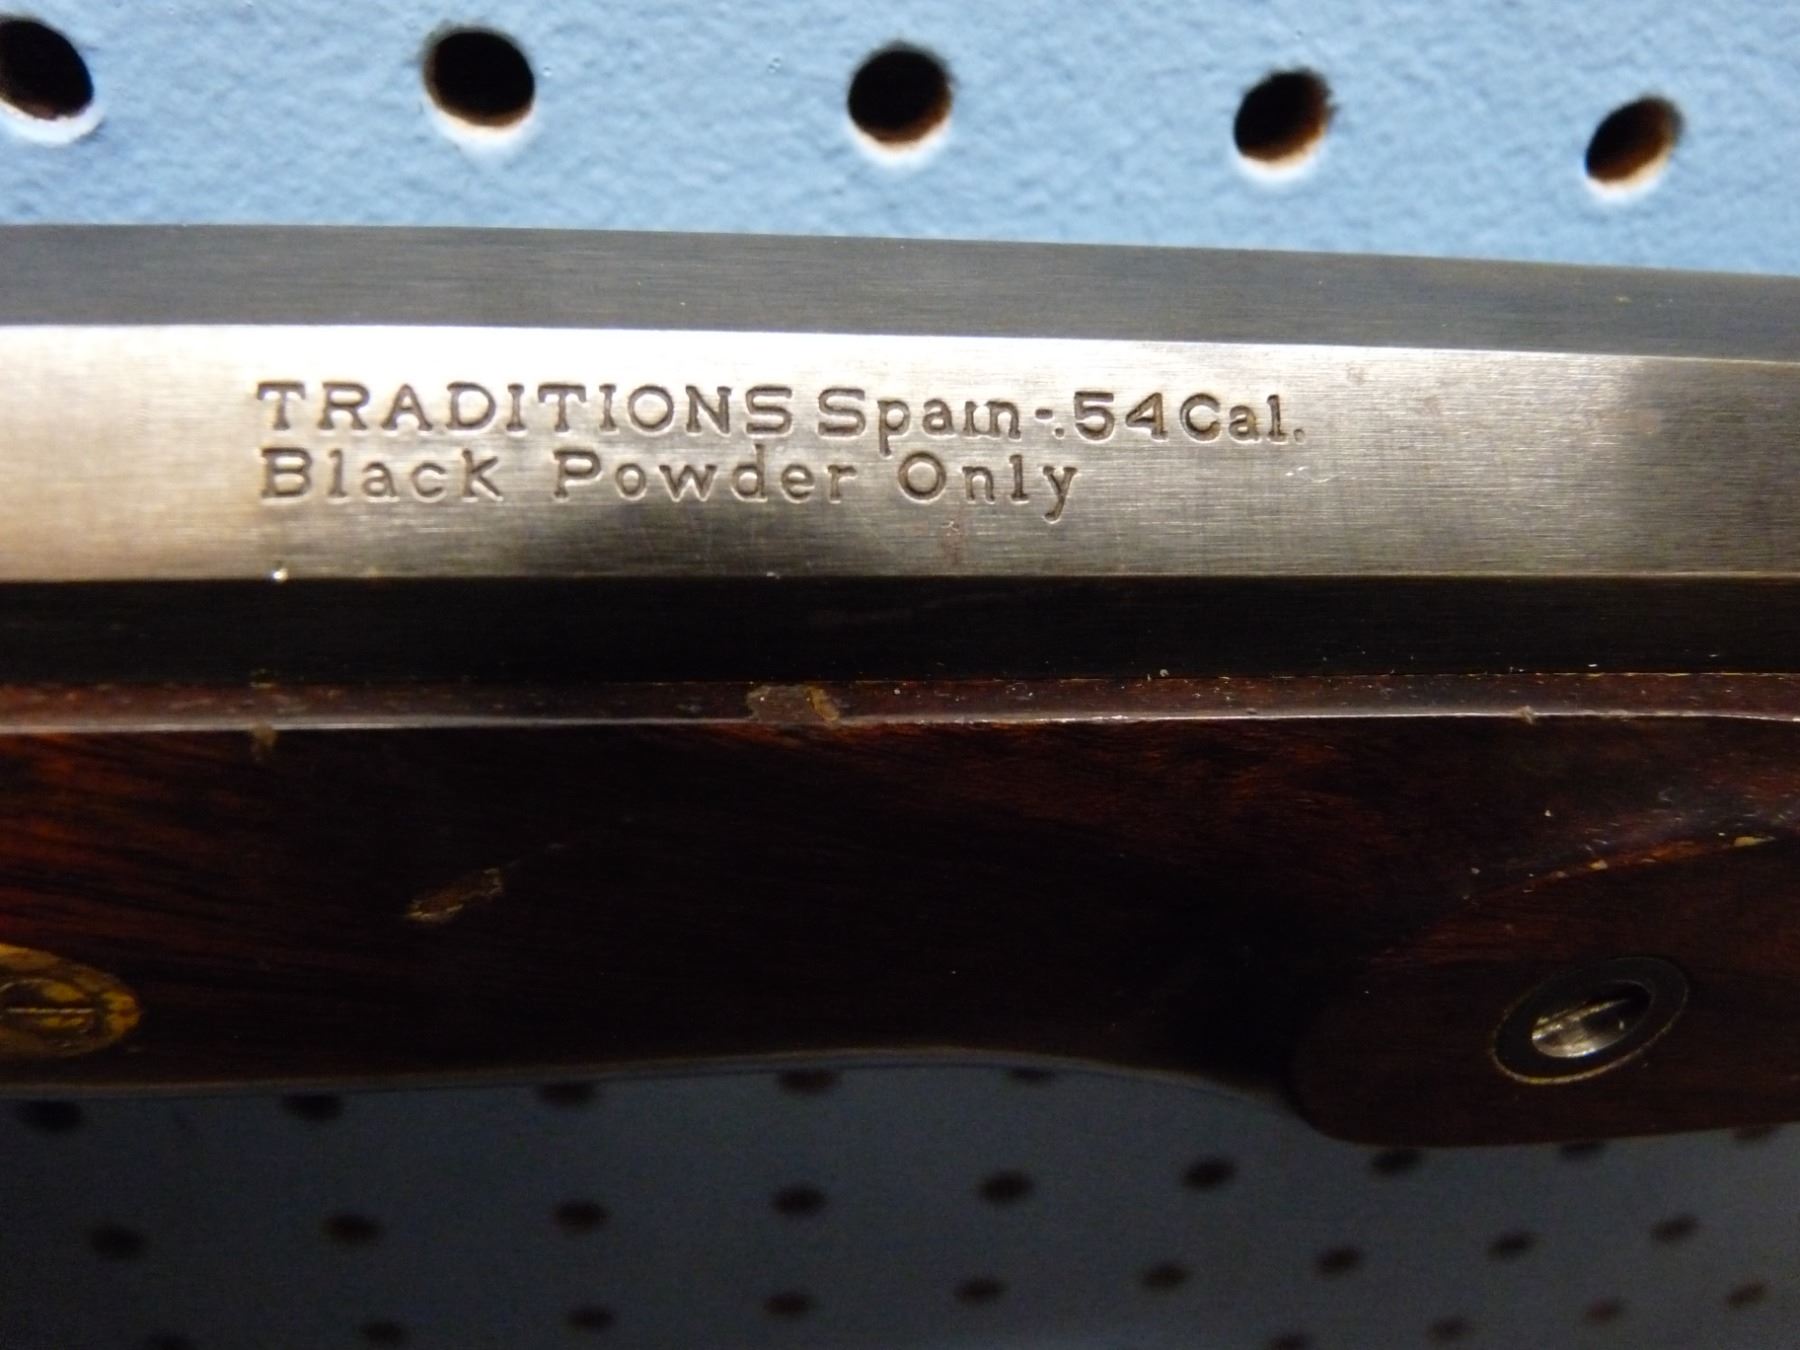 TRADITIONS Spain-.54Cal.
Black Powder Only